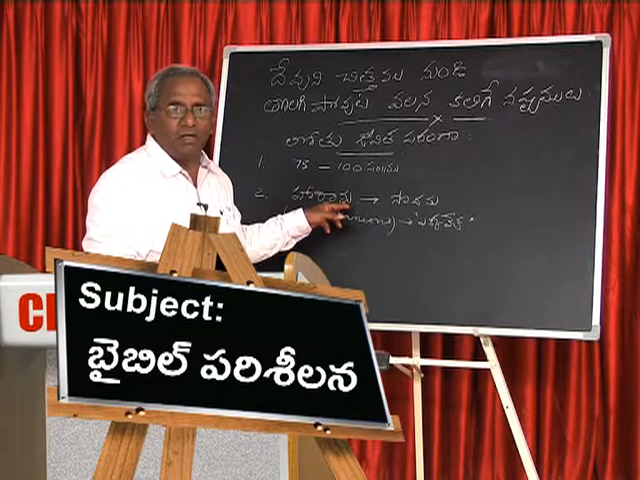 దేవుని చిత్తము నుండి
తొలగి పోవుట వలన కలిగే నష్టములు
లోతు జీవిత పరంగా:
1. 75 – 100 సం॥లు
2. హారాను → సొదొమ
Subject:
బైబిల్ పరిశీలన